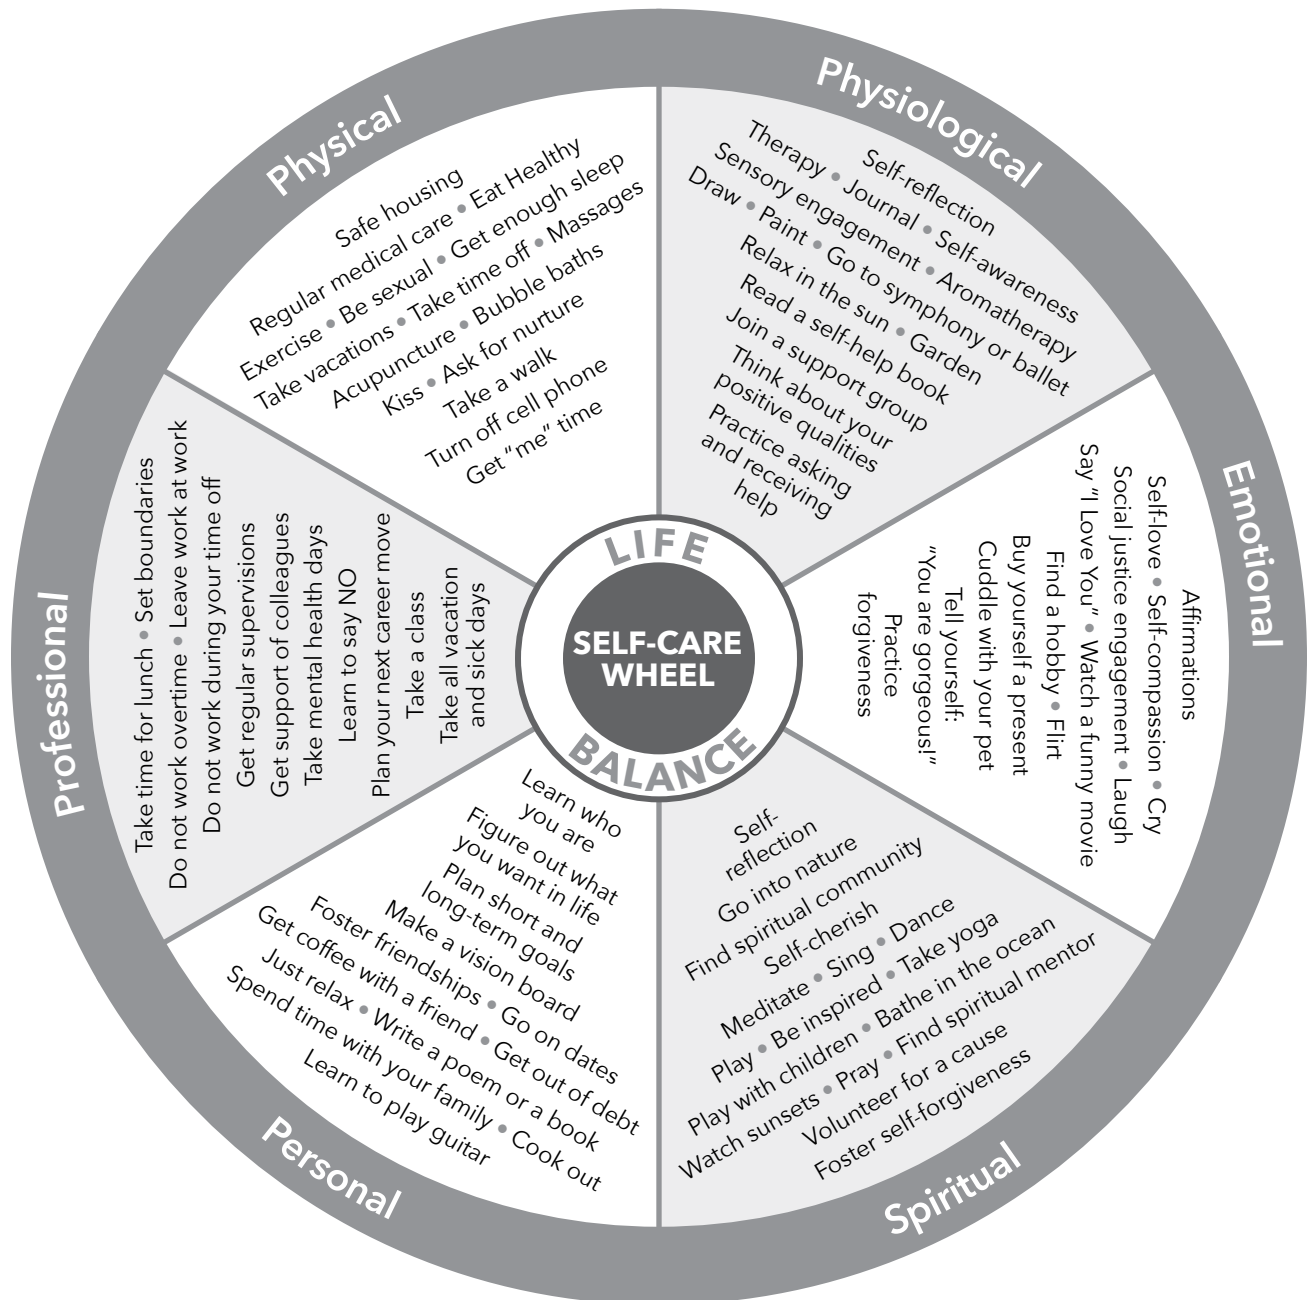 Physical
Safe housing
Regular medical care • Eat Healthy
Exercise • Be sexual • Get enough sleep
Take vacations • Take time off • Massages
Acupuncture • Bubble baths
Kiss • Ask for nurture
Take a walk
Turn off cell phone
Get “me” time
Physiological
Self-reflection
Therapy • Journal • Self-awareness
Sensory engagement • Aromatherapy
Draw • Paint • Go to symphony or ballet
Relax in the sun • Garden
Read a self-help book
Join a support group
Think about your
positive qualities
Practice asking
and receiving
help
Emotional
Affirmations
Self-love • Self-compassion • Cry
Social justice engagement • Laugh
Say “I Love You” • Watch a funny movie
Find a hobby • Flirt
Buy yourself a present
Cuddle with your pet
Tell yourself:
“You are gorgeous!”
Practice
forgiveness
Spiritual
Self-
reflection
Go into nature
Find spiritual community
Self-cherish
Meditate • Sing • Dance
Play • Be inspired • Take yoga
Play with children • Bathe in the ocean
Watch sunsets • Pray • Find spiritual mentor
Volunteer for a cause
Foster self-forgiveness
Personal
Learn who
you are
Figure out what
you want in life
Plan short and
long-term goals
Make a vision board
Foster friendships • Go on dates
Get coffee with a friend • Get out of debt
Just relax • Write a poem or a book
Spend time with your family • Cook out
Learn to play guitar
Professional
Take time for lunch • Set boundaries
Do not work overtime • Leave work at work
Do not work during your time off
Get regular supervisions
Get support of colleagues
Take mental health days
Learn to say NO
Plan your next career move
Take a class
Take all vacation
and sick days
LIFE
SELF-CARE
WHEEL
BALANCE